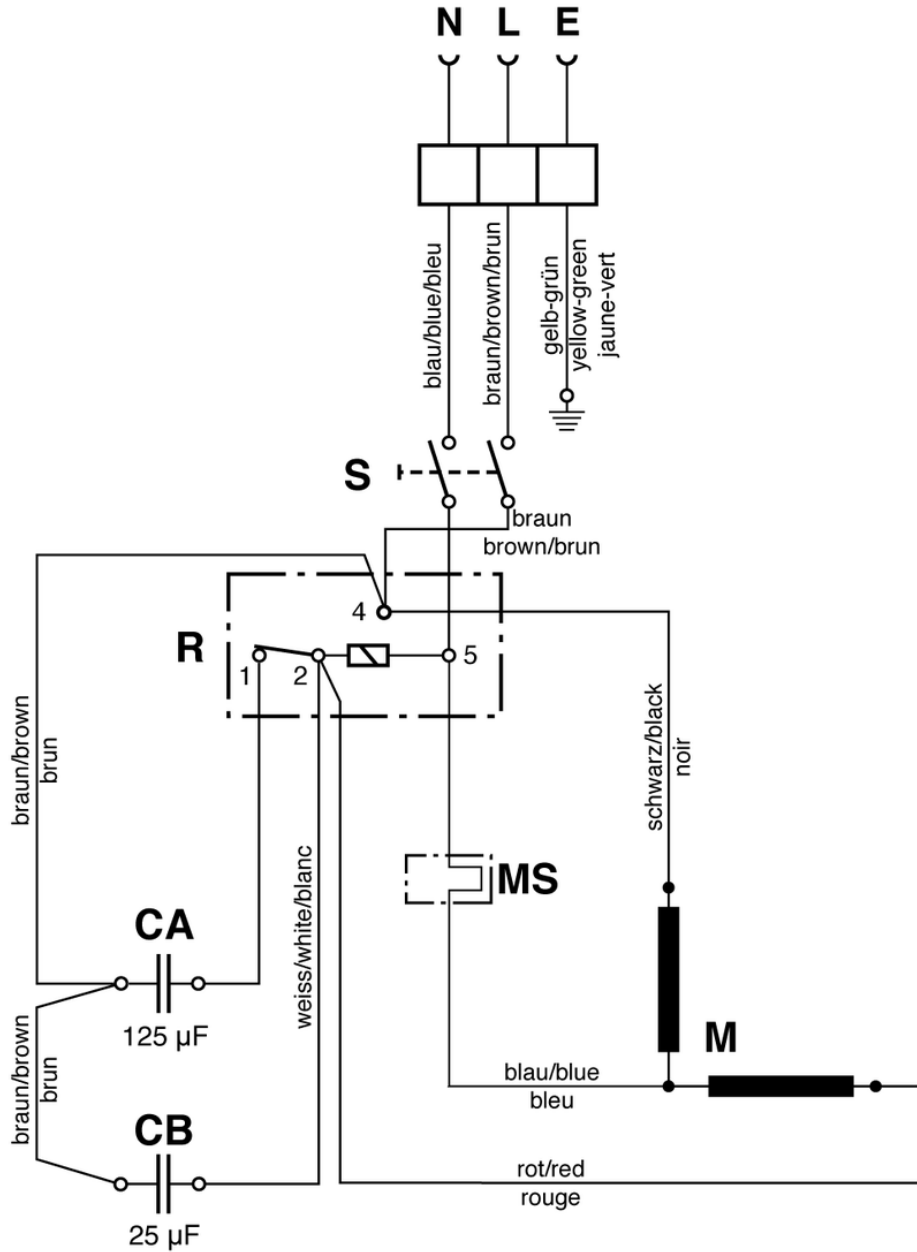 N L E
blau/blue/bleu
braun/brown/brun
gelb-grün
yellow-green
jaune-vert
S
braun
brown/brun
4
R
1
2
5
braun/brown
brun
schwarz/black
noir
weiss/white/blanc
MS
CA
125 µF
M
blau/blue
bleu
braun/brown
brun
CB
25 µF
rot/red
rouge